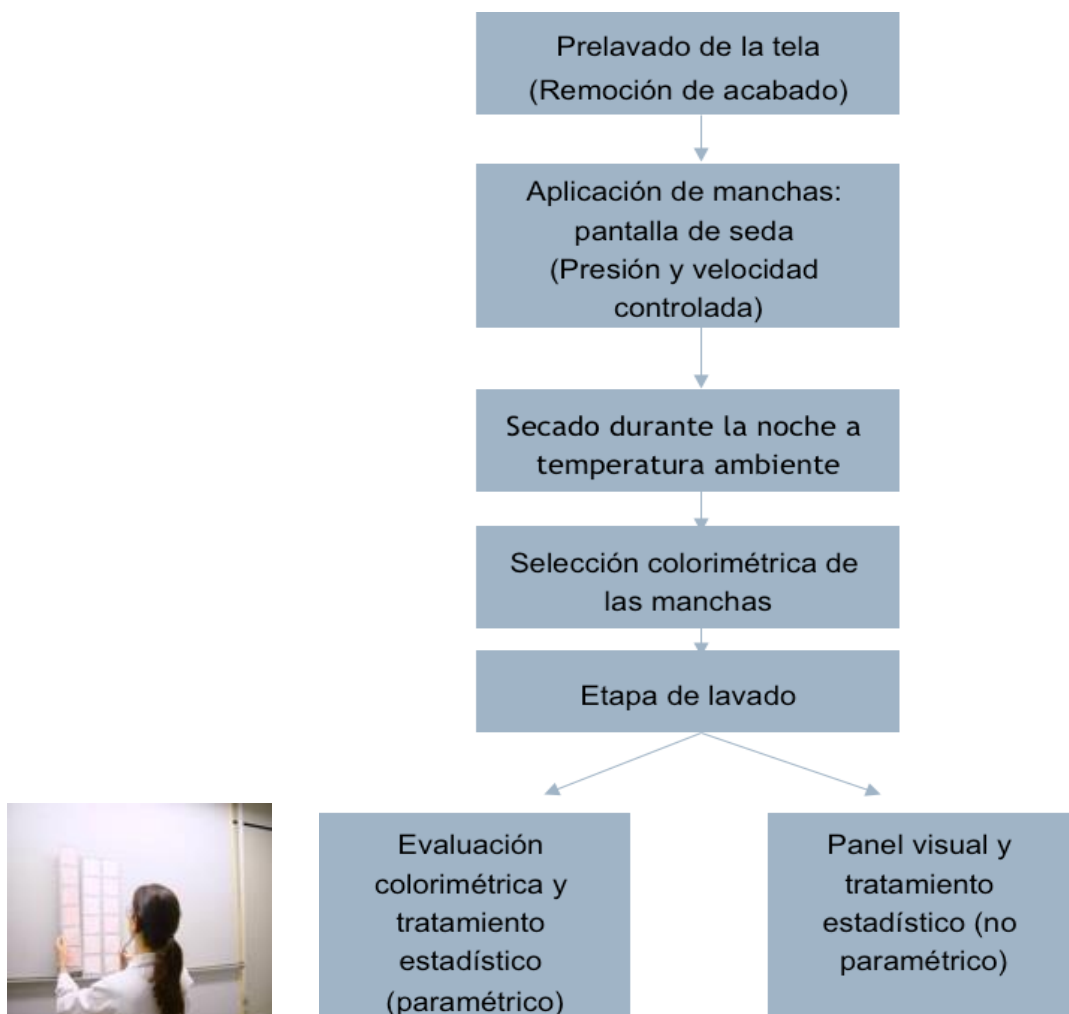 Prelavado de la tela
(Remoción de acabado)
Aplicación de manchas:
pantalla de seda
(Presión y velocidad
controlada)
Secado durante la noche a
temperatura ambiente
Selección colorimétrica de
las manchas
Etapa de lavado
Evaluación
colorimétrica y
tratamiento
estadístico
(paramétrico)
Panel visual y
tratamiento
estadístico (no
paramétrico)